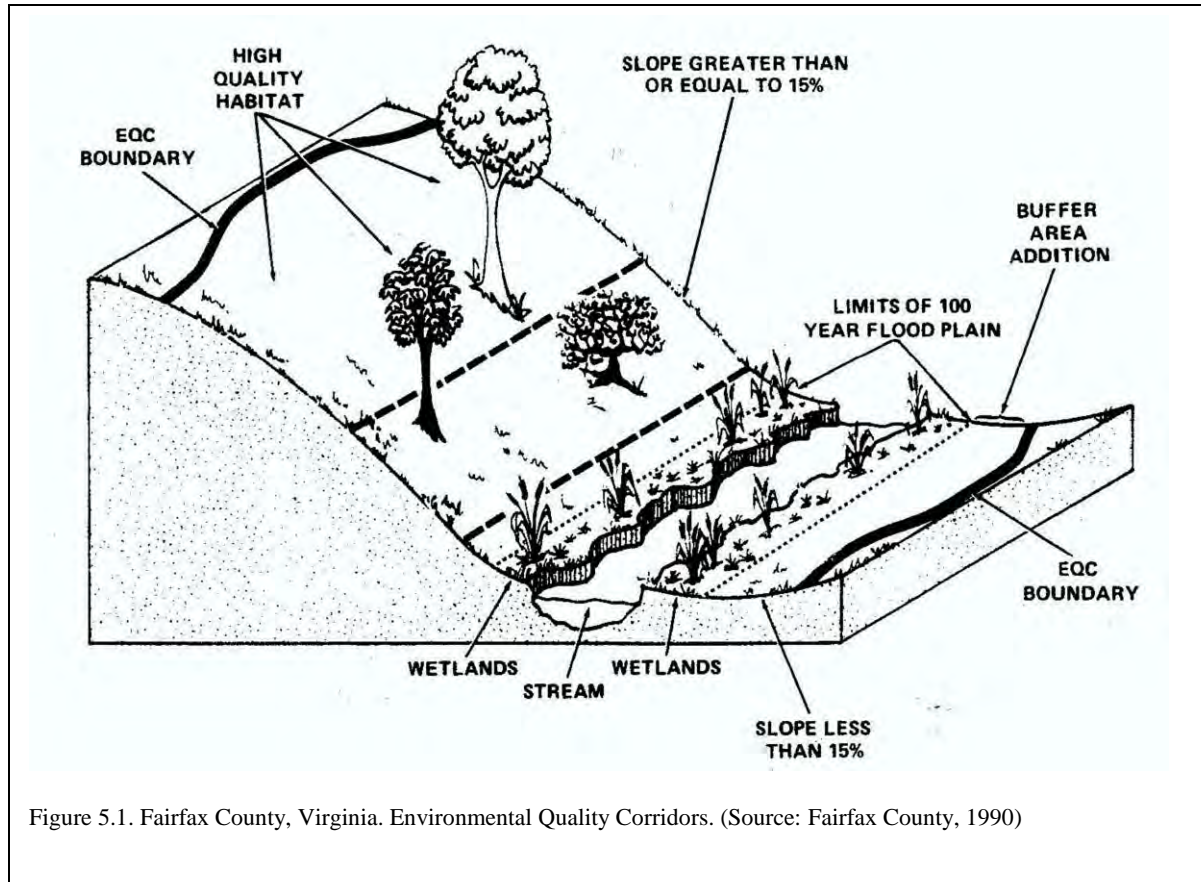 HIGH
QUALITY
HABITAT
SLOPE GREATER THAN
OR EQUAL TO 15%
EQC
BOUNDARY
BUFFER
AREA
ADDITION
LIMITS OF 100
YEAR FLOOD PLAIN
EQC
BOUNDARY
WETLANDS
WETLANDS
STREAM
SLOPE LESS
THAN 15%
Figure 5.1. Fairfax County, Virginia. Environmental Quality Corridors. (Source: Fairfax County, 1990)